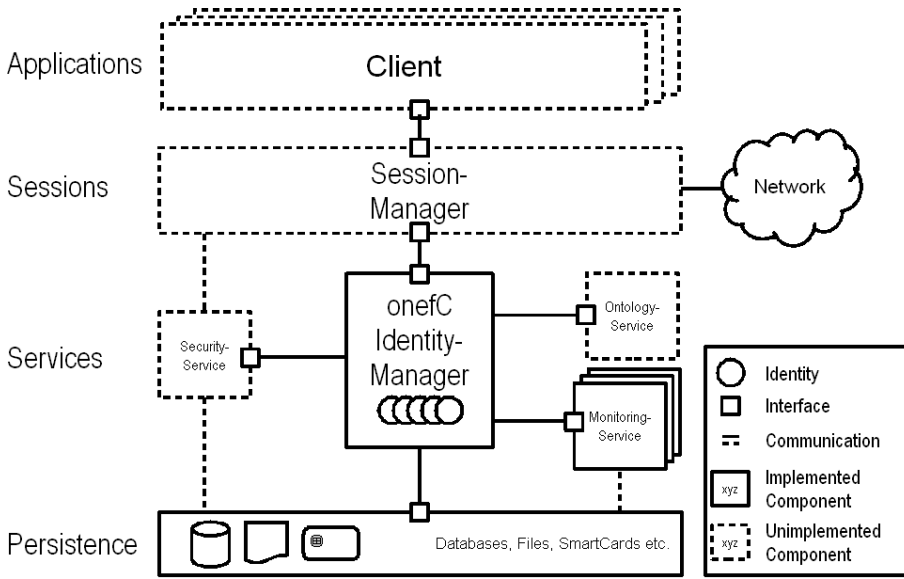 Applications
Client
Sessions
Session-
Manager
Network
Services
Security-
Service
onefC
Identity-
Manager
Ontology-
Service
Monitoring-
Service
Persistence
Databases, Files, SmartCards etc.
Identity
Interface
Communication
xyz
Implemented
Component
xyz
Unimplemented
Component